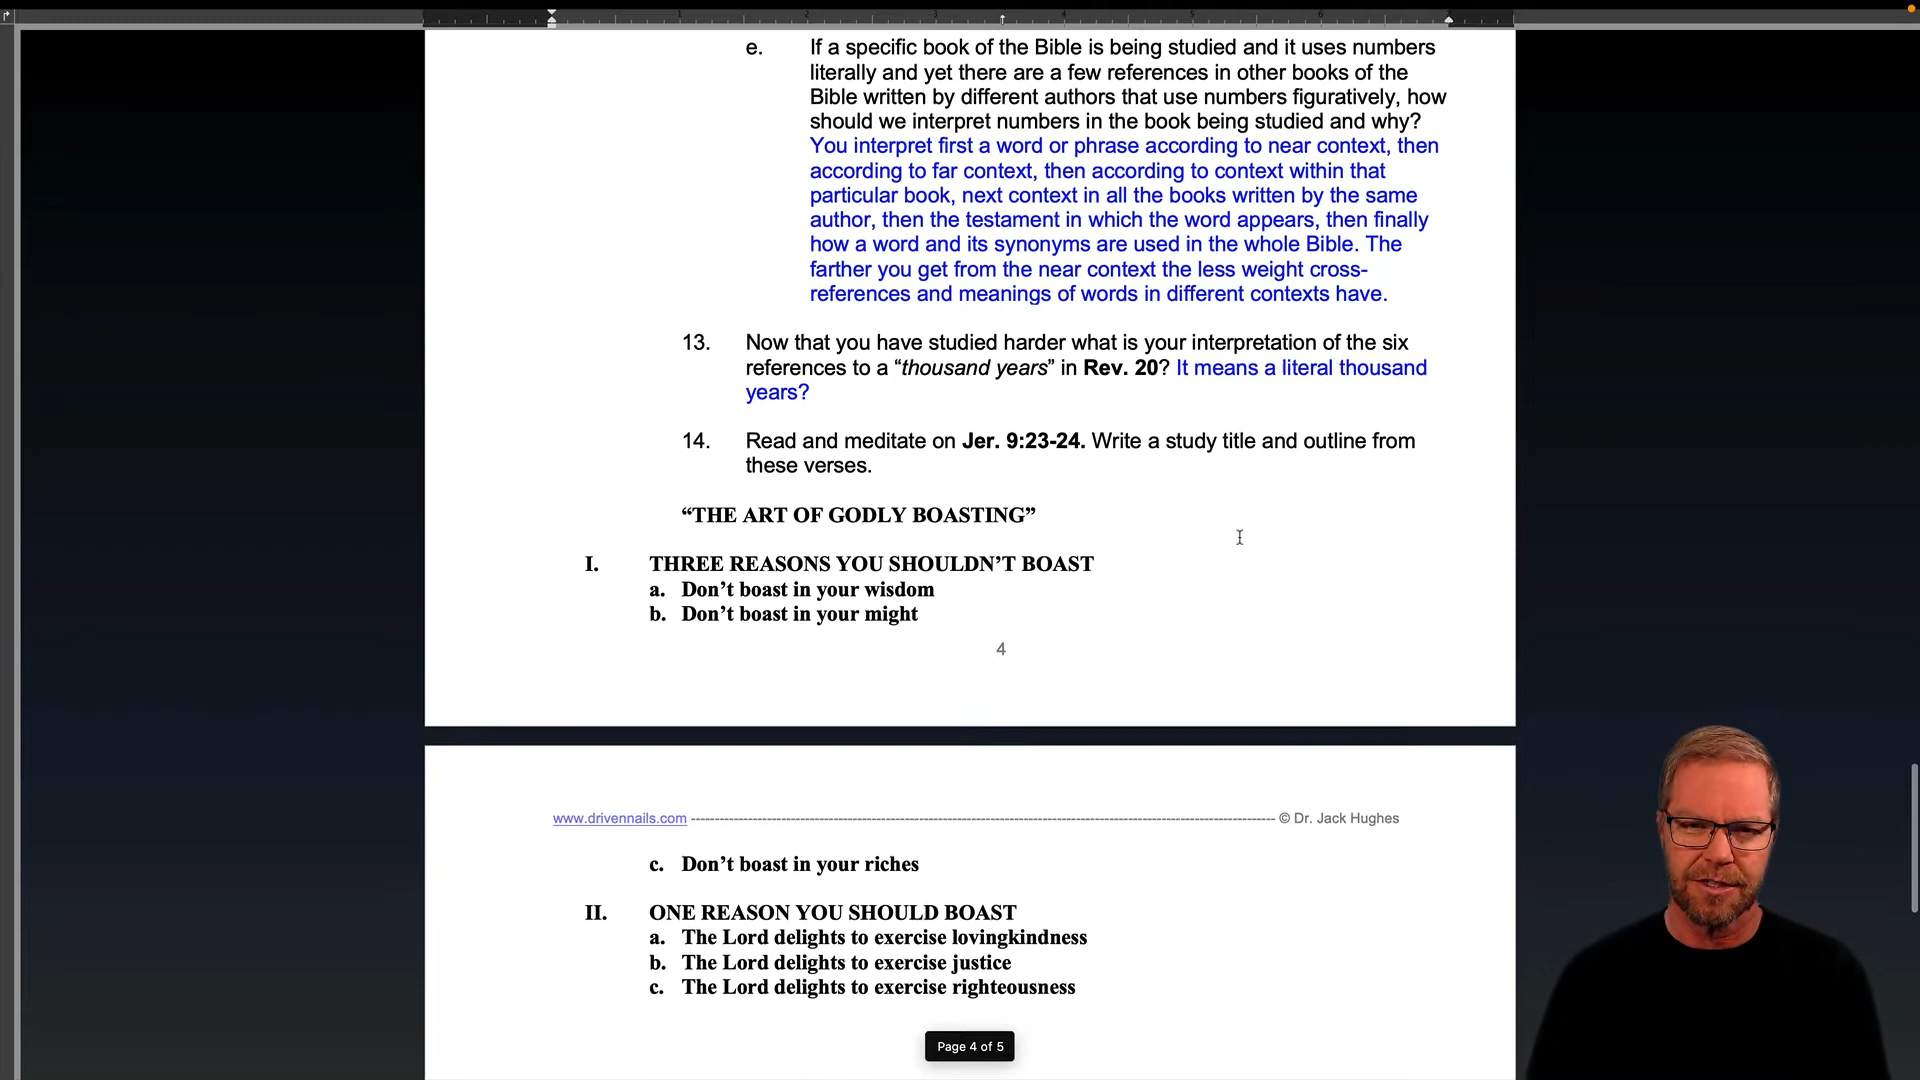 1 2 3 4 5 6
e. If a specific book of the Bible is being studied and it uses numbers
literally and yet there are a few references in other books of the
Bible written by different authors that use numbers figuratively, how
should we interpret numbers in the book being studied and why?
You interpret first a word or phrase according to near context, then
according to far context, then according to context within that
particular book, next context in all the books written by the same
author, then the testament in which the word appears, then finally
how a word and its synonyms are used in the whole Bible. The
farther you get from the near context the less weight cross-
references and meanings of words in different contexts have.
13. Now that you have studied harder what is your interpretation of the six
references to a “thousand years” in Rev. 20? It means a literal thousand
years?
14. Read and meditate on Jer. 9:23-24. Write a study title and outline from
these verses.
“THE ART OF GODLY BOASTING”
I. THREE REASONS YOU SHOULDN’T BOAST
a. Don’t boast in your wisdom
b. Don’t boast in your might
4
www.drivennails.com ---------------------------------------------------------------- © Dr. Jack Hughes
c. Don’t boast in your riches
II. ONE REASON YOU SHOULD BOAST
a. The Lord delights to exercise lovingkindness
b. The Lord delights to exercise justice
c. The Lord delights to exercise righteousness
Page 4 of 5